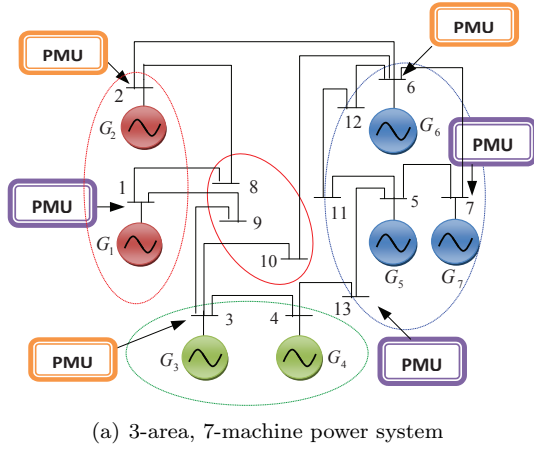 PMU
PMU
2
6
G2
12
G6
PMU
PMU
1
8
9
11
5
7
G1
10
G5
G7
13
3
4
PMU
G3
G4
PMU
(a) 3-area, 7-machine power system